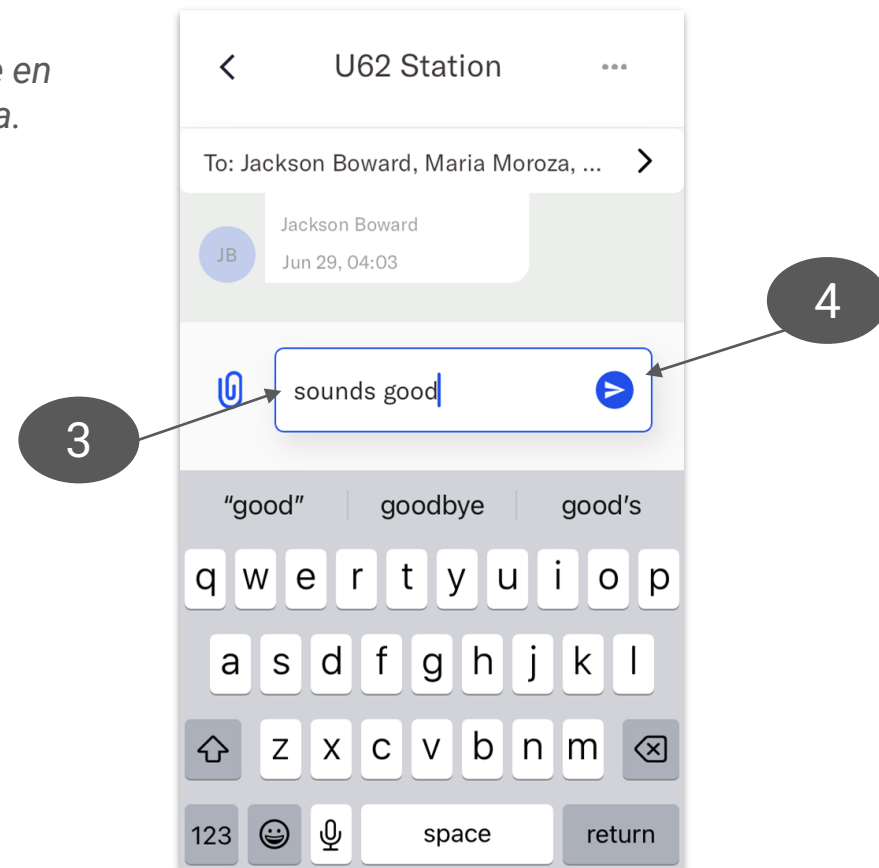 en
U62 Station
To: Jackson Boward, Maria Moroza, ...
Jackson Boward
JB
Jun 29, 04:03
4
sounds good
3
“good” goodbye good’s
q w e r t y u i o p
a s d f g h j k l
z x c v b n m
123 space return